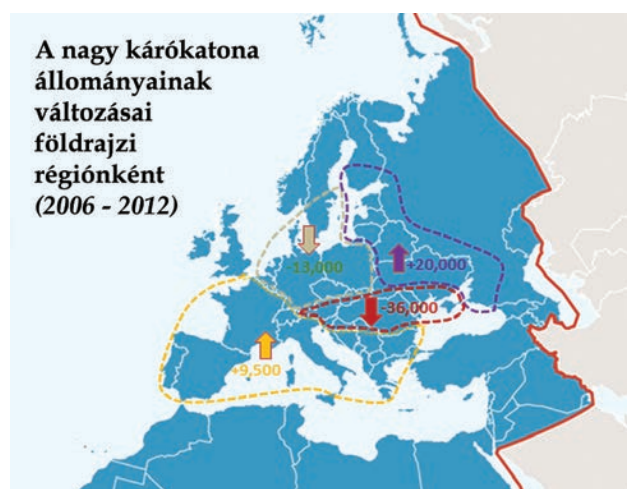 A nagy kárókatona
állományainak
változásai
földrajzi
régiónként
(2006 - 2012)
-13,000
+20,000
-36,000
+9,500